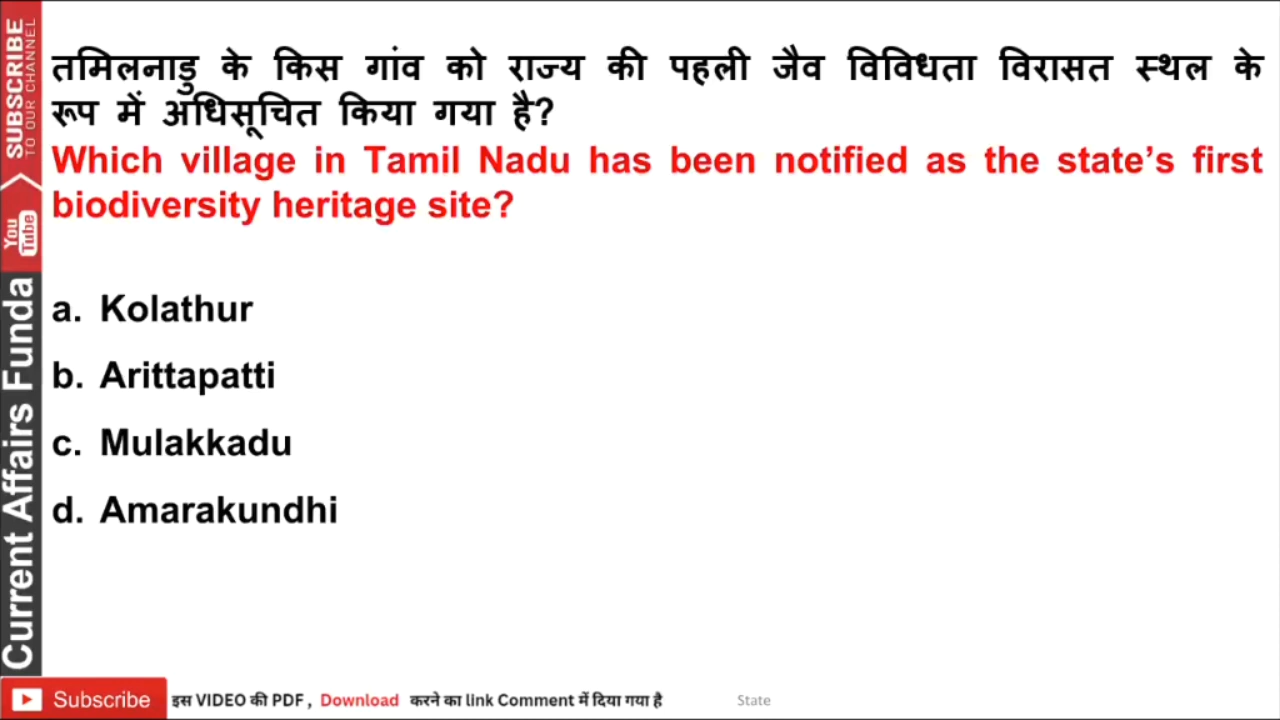 तमिलनाडु के किस गांव को राज्य की पहली जैव विविधता विरासत स्थल के
रूप में अधिसूचित किया गया है?
Which village in Tamil Nadu has been notified as the state’s first
biodiversity heritage site?
a. Kolathur
b. Arittapatti
c. Mulakkadu
d. Amarakundhi
SUBSCRIBE
TO OUR CHANNEL
You Tube
Current Affairs Funda
Subscribe इस VIDEO की PDF , Download करने का link Comment में दिया गया है State